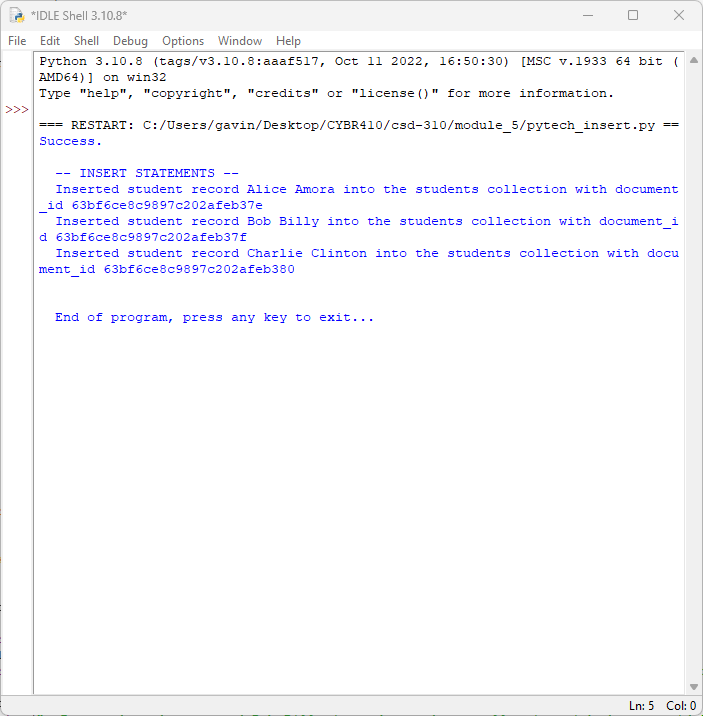 *IDLE Shell 3.10.8*
File Edit Shell Debug Options Window Help
Python 3.10.8 (tags/v3.10.8:aaaf517, Oct 11 2022, 16:50:30) [MSC v.1933 64 bit (
AMD64)] on win32
Type "help", "copyright", "credits" or "license()" for more information.
>>>
=== RESTART: C:/Users/gavin/Desktop/CYBR410/csd-310/module_5/pytech_insert.py ==
Success.
-- INSERT STATEMENTS --
Inserted student record Alice Amora into the students collection with document
_id 63bf6ce8c9897c202afeb37e
Inserted student record Bob Billy into the students collection with document_i
d 63bf6ce8c9897c202afeb37f
Inserted student record Charlie Clinton into the students collection with docu
ment_id 63bf6ce8c9897c202afeb380
End of program, press any key to exit...
Ln: 5 Col: 0